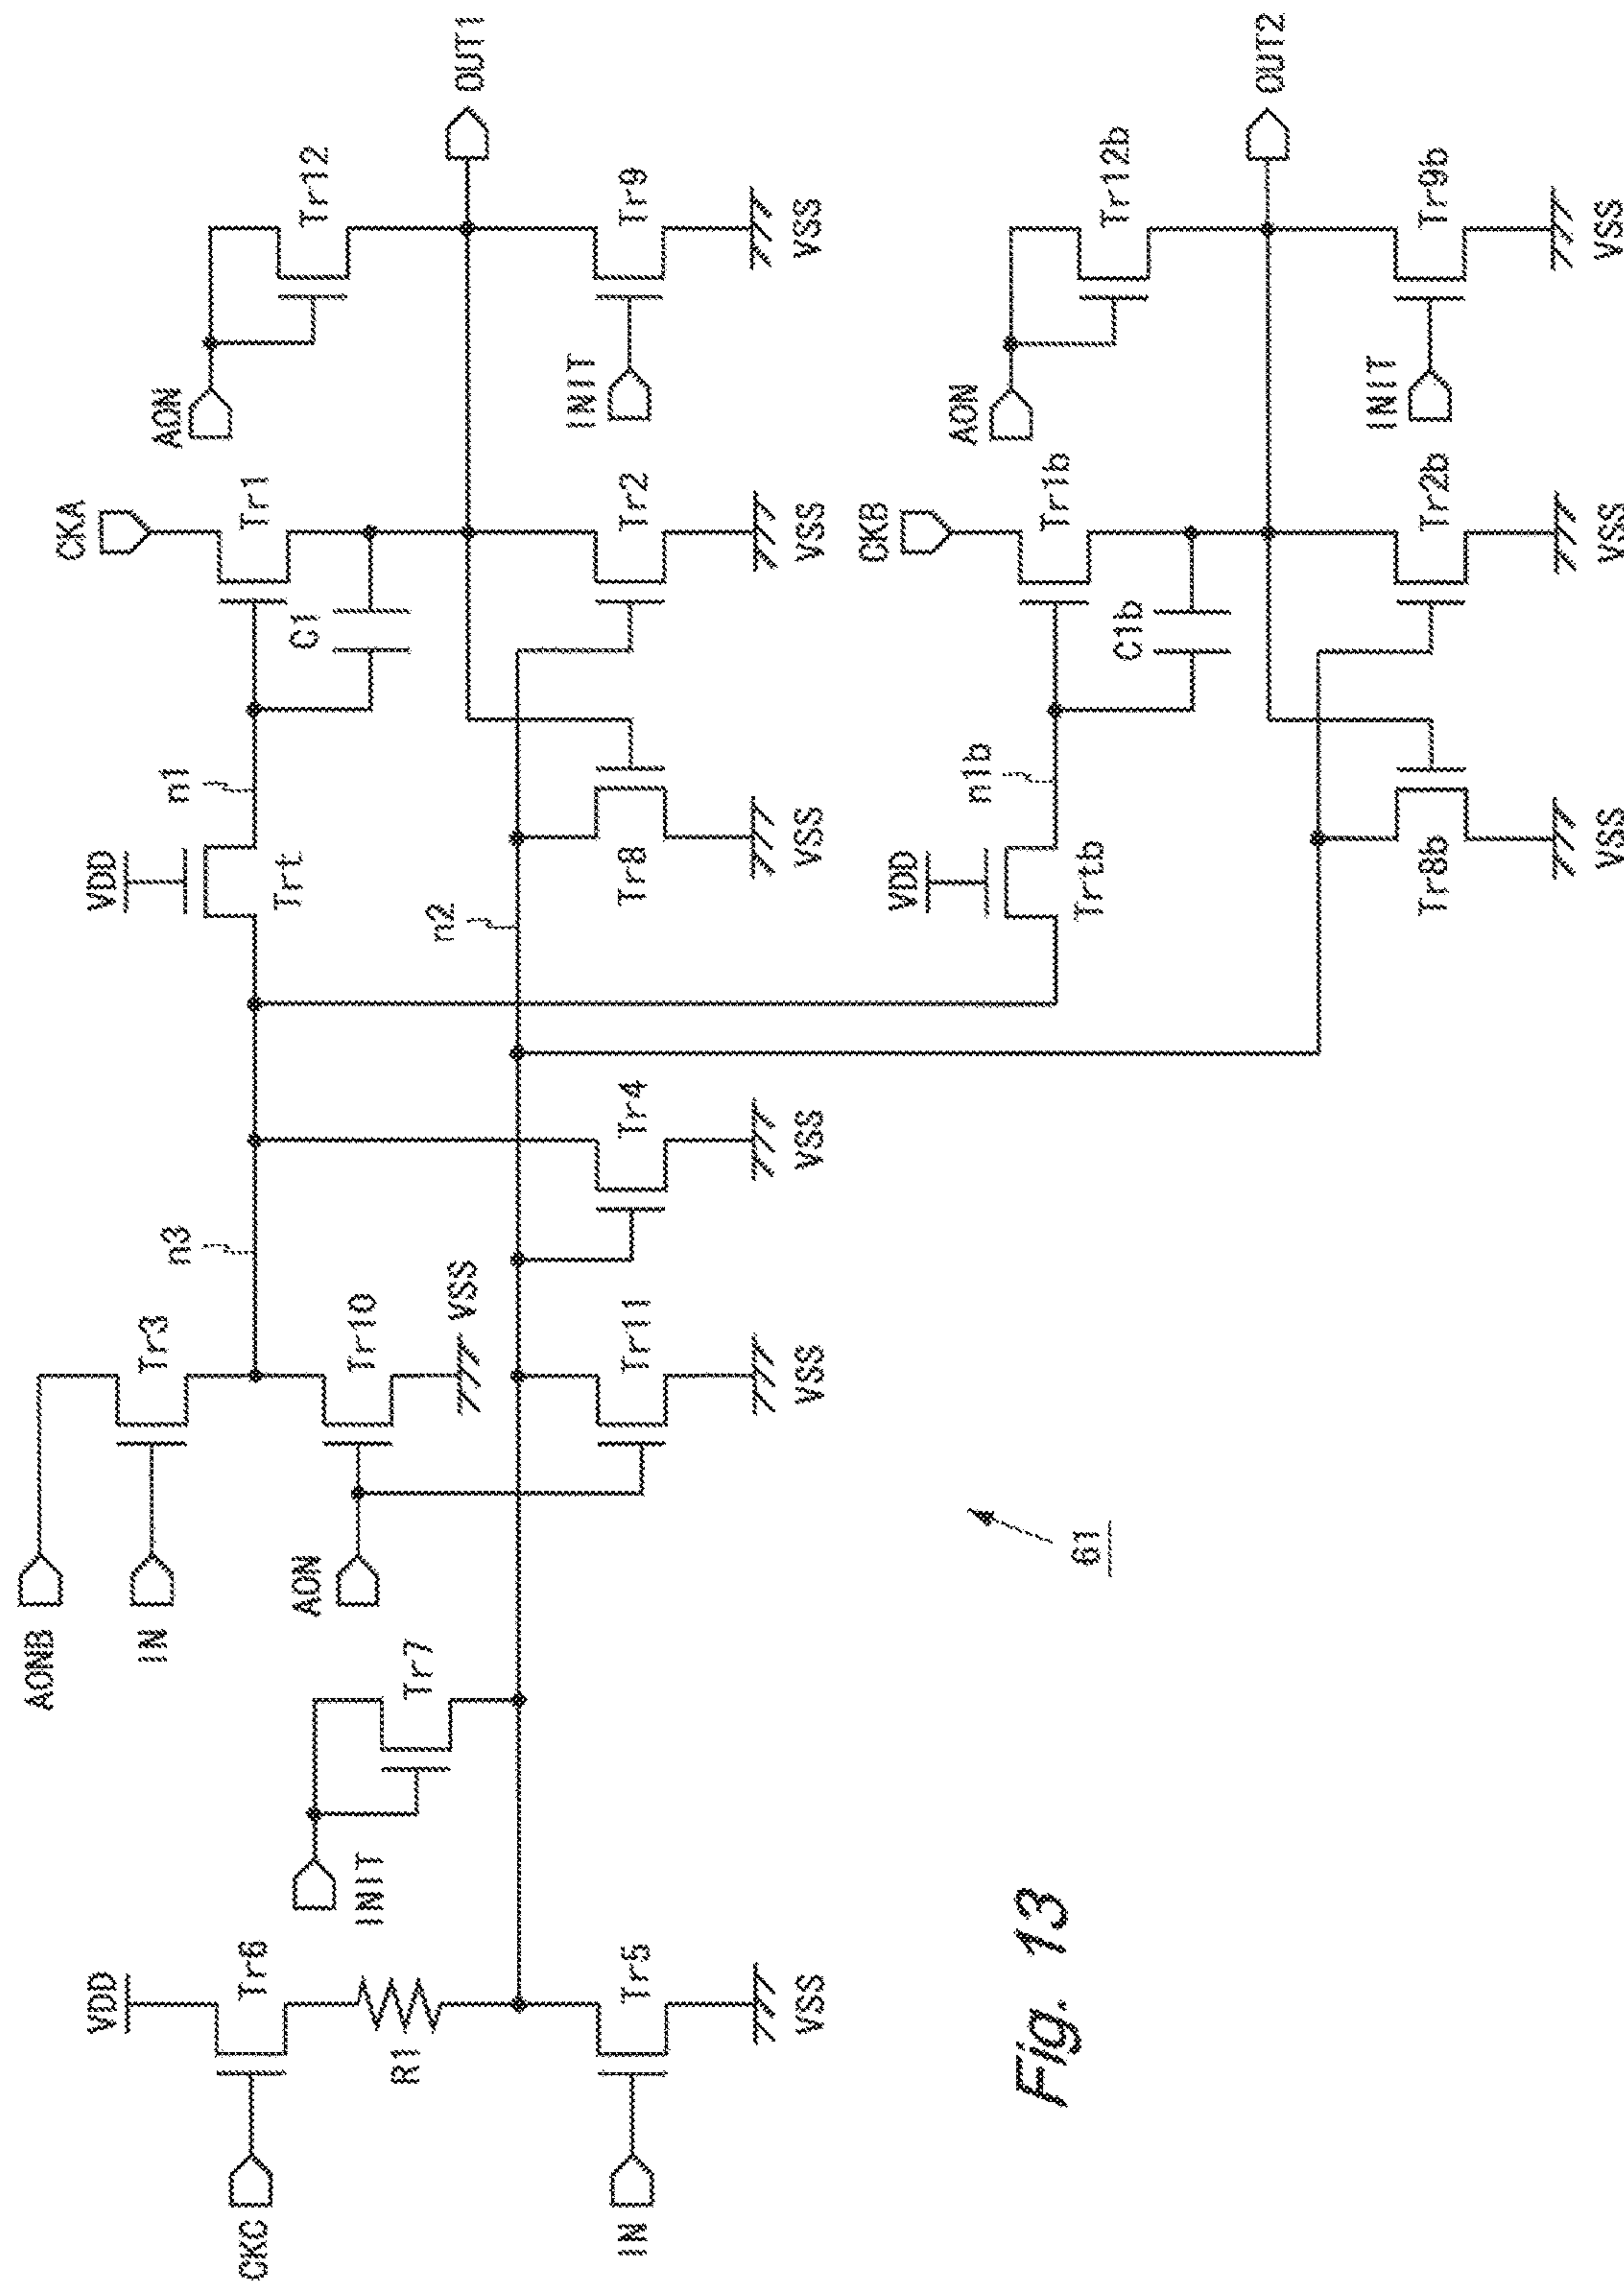 AONB
IN
Tr3
n3
VDD
Trt
n1
CKA
Tr1
C1
AON
Tr12
OUT1
CKC
VDD
Tr6
R1
INIT
Tr7
AON
Tr10
VSS
n2
IN
Tr5
VSS
Tr11
VSS
Tr4
VSS
Tr8
VSS
Tr2
VSS
INIT
Tr9
VSS
VDD
Trtb
n1b
CKB
Tr1b
C1b
AON
Tr12b
OUT2
Tr8b
VSS
Tr2b
VSS
INIT
Tr9b
VSS
61
Fig. 13